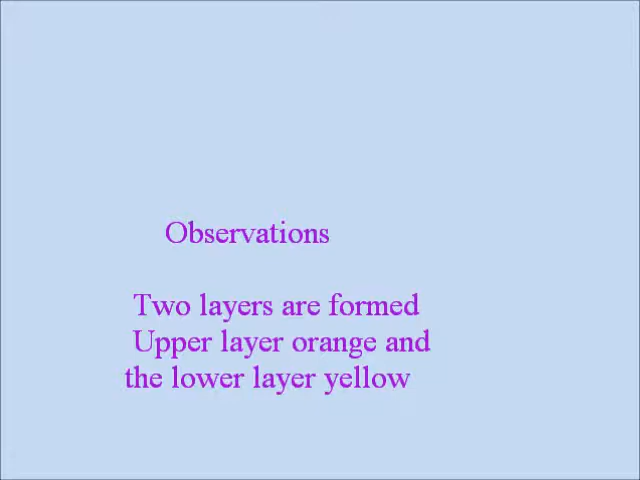 Observations
Two layers are formed
Upper layer orange and
the lower layer yellow